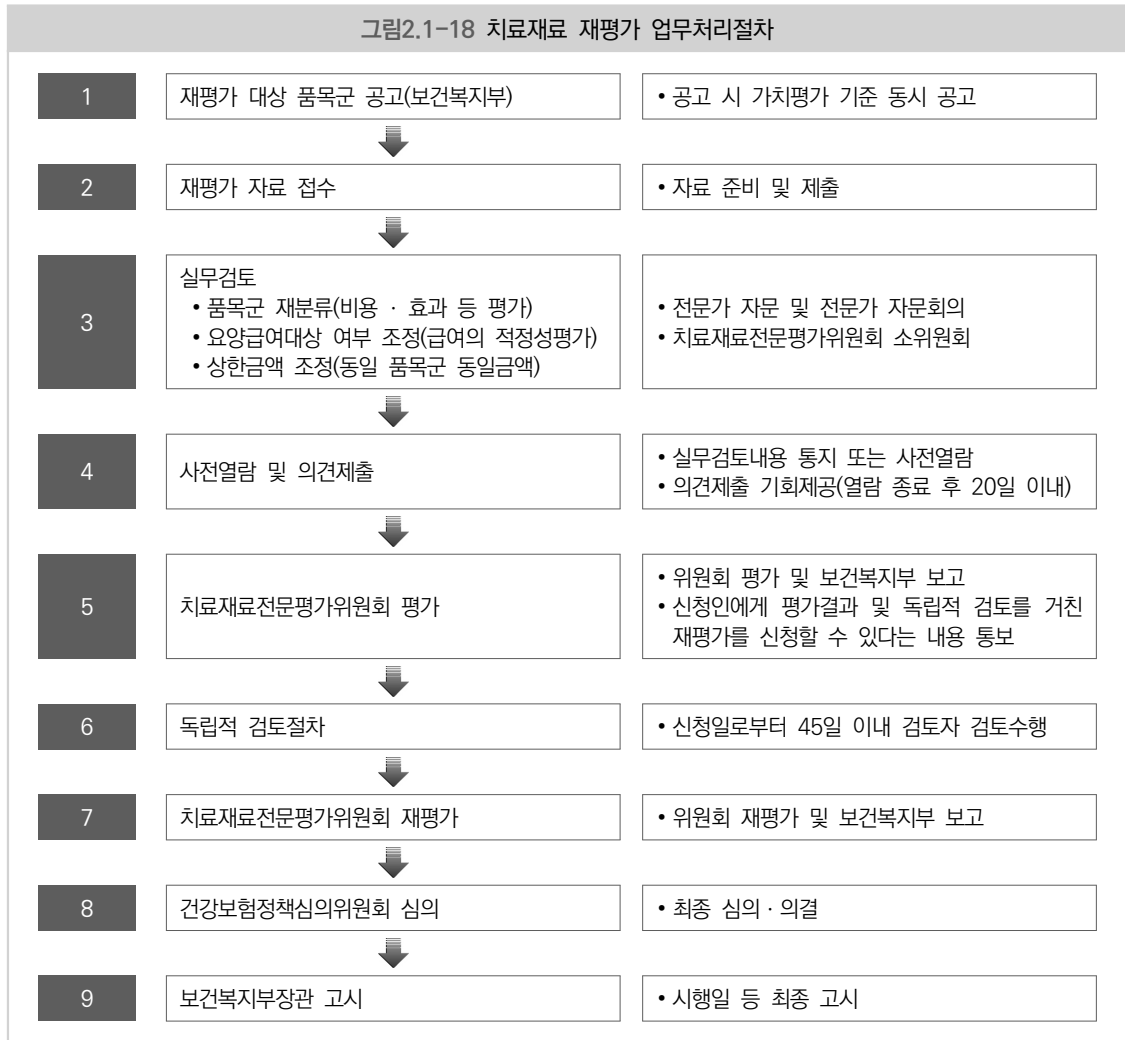 그림2.1-18 치료재료 재평가 업무처리절차
1
재평가 대상 품목군 공고(보건복지부)
• 공고 시 가치평가 기준 동시 공고
2
재평가 자료 접수
• 자료 준비 및 제출
3
실무검토
• 품목군 재분류(비용 · 효과 등 평가)
• 요양급여대상 여부 조정(급여의 적정성평가)
• 상한금액 조정(동일 품목군 동일금액)
• 전문가 자문 및 전문가 자문회의
• 치료재료전문평가위원회 소위원회
4
사전열람 및 의견제출
• 실무검토내용 통지 또는 사전열람
• 의견제출 기회제공(열람 종료 후 20일 이내)
5
치료재료전문평가위원회 평가
• 위원회 평가 및 보건복지부 보고
• 신청인에게 평가결과 및 독립적 검토를 거친
재평가를 신청할 수 있다는 내용 통보
6
독립적 검토절차
• 신청일로부터 45일 이내 검토자 검토수행
7
치료재료전문평가위원회 재평가
• 위원회 재평가 및 보건복지부 보고
8
건강보험정책심의위원회 심의
• 최종 심의 · 의결
9
보건복지부장관 고시
• 시행일 등 최종 고시